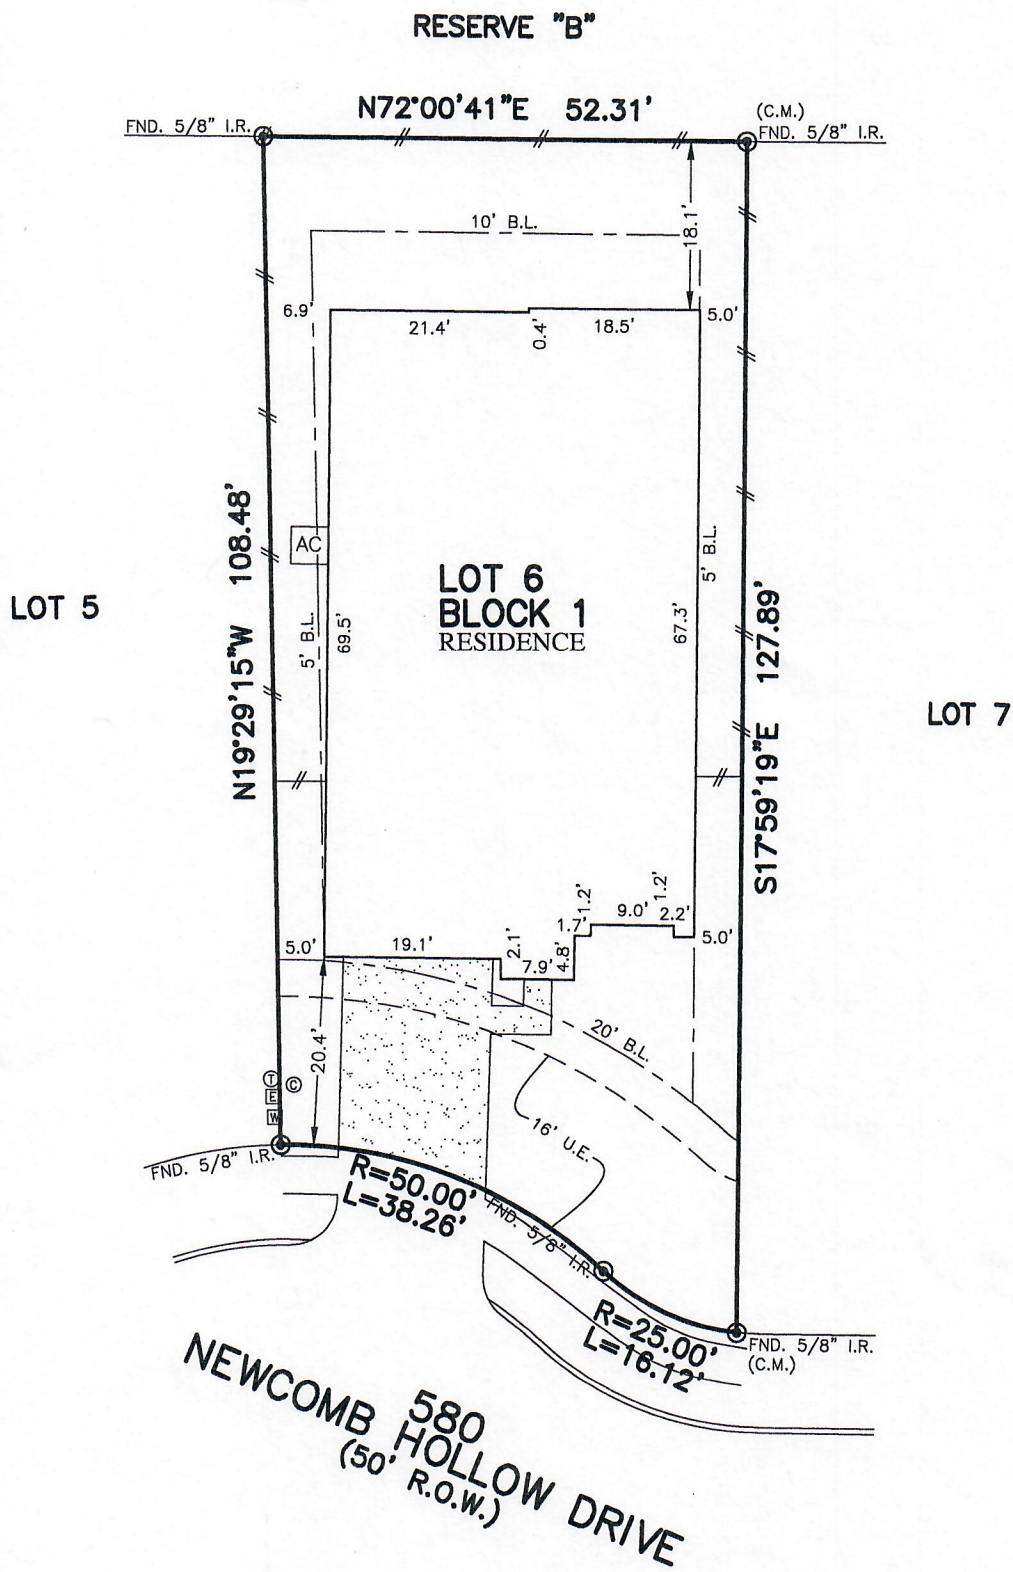 RESERVE "B"
N72°00'41"E 52.31'
(C.M.)
FND. 5/8" I.R.
FND. 5/8" I.R.
10' B.L.
18.1'
6.9'
21.4'
0.4'
18.5'
5.0'
N19°29'15"W 108.48'
AC
5' B.L.
69.5'
LOT 6
BLOCK 1
RESIDENCE
67.3'
5' B.L.
S17°59'19"E 127.89'
LOT 5
LOT 7
5.0'
19.1'
2.1'
7.9'
4.8'
1.7'
1.2'
9.0'
1.2'
2.2'
5.0'
20.4'
20' B.L.
16' U.E.
T
C
E
W
FND. 5/8" I.R.
R=50.00'
L=38.26'
FND. 5/8" I.R.
R=25.00'
L=16.12'
FND. 5/8" I.R.
(C.M.)
580
NEWCOMB HOLLOW DRIVE
(50' R.O.W.)